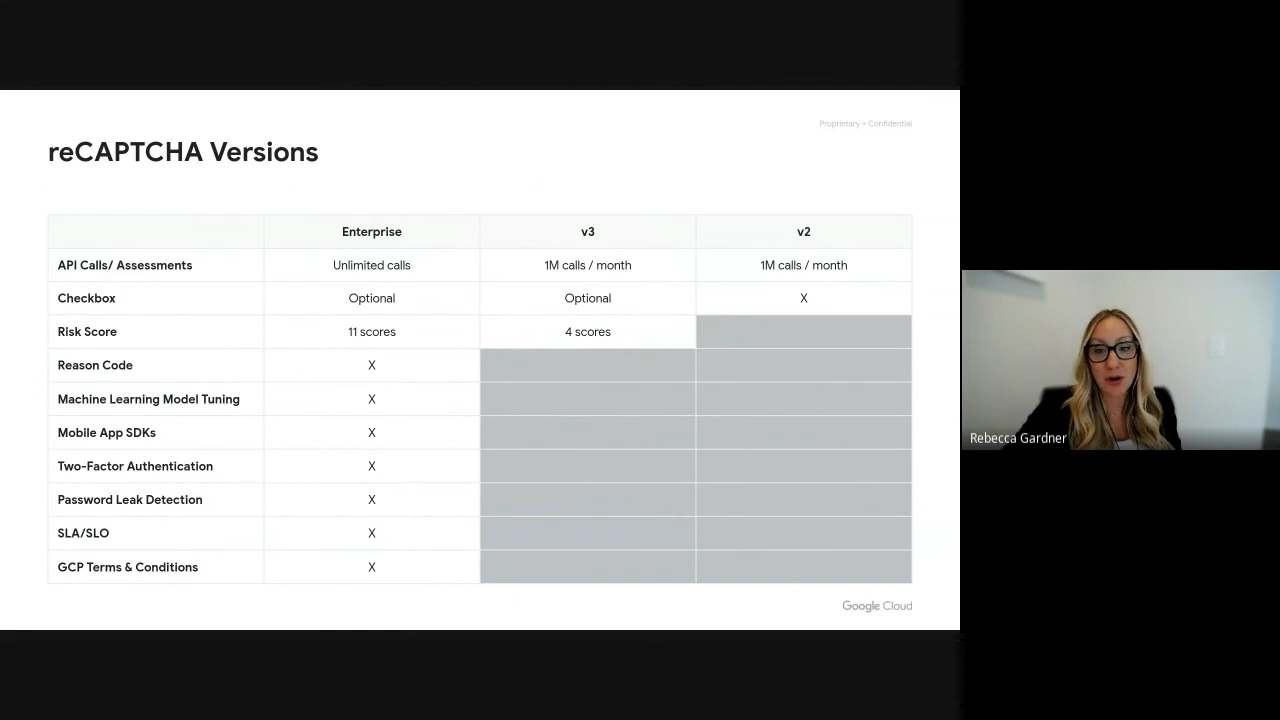 Proprietary + Confidential
reCAPTCHA Versions
Enterprise v3 v2
API Calls/ Assessments Unlimited calls 1M calls / month 1M calls / month
Checkbox Optional Optional X
Risk Score 11 scores 4 scores
Reason Code X
Machine Learning Model Tuning X
Mobile App SDKs X
Two-Factor Authentication X
Password Leak Detection X
SLA/SLO X
GCP Terms & Conditions X
Google Cloud
Rebecca Gardner